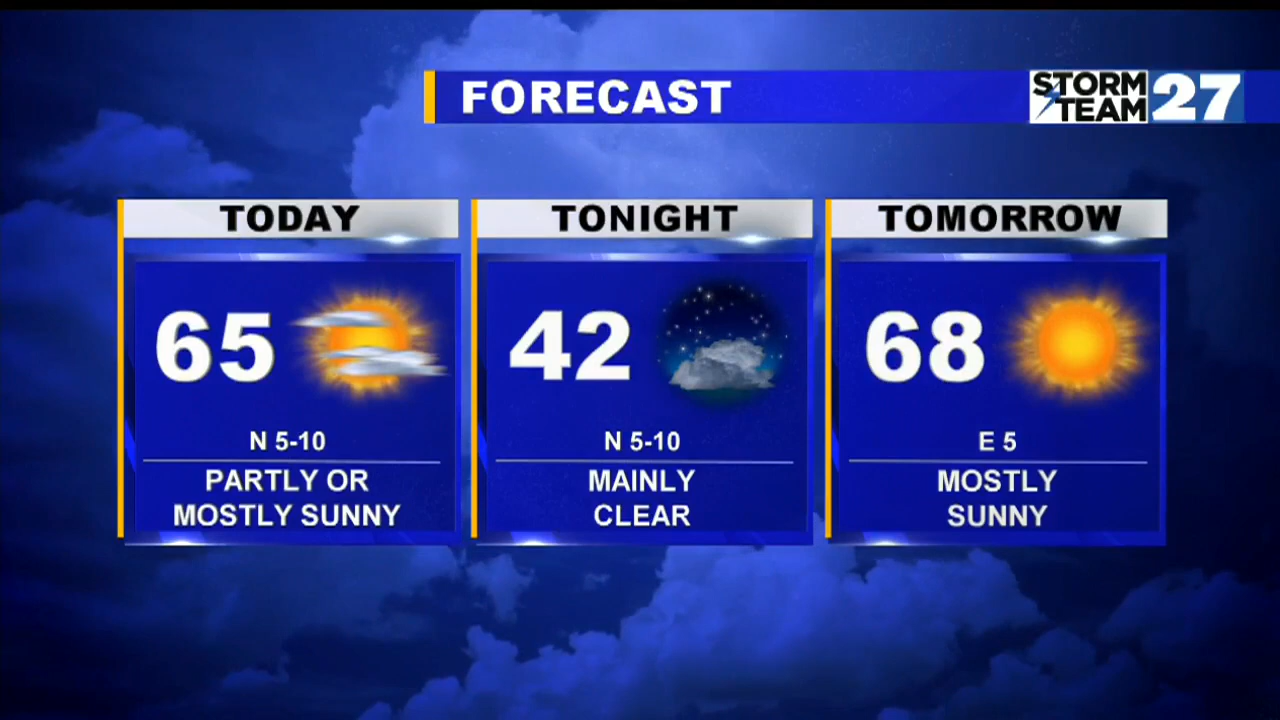 FORECAST
STORM TEAM 27
TODAY
65
N 5-10
PARTLY OR
MOSTLY SUNNY
TONIGHT
42
N 5-10
MAINLY
CLEAR
TOMORROW
68
E 5
MOSTLY
SUNNY